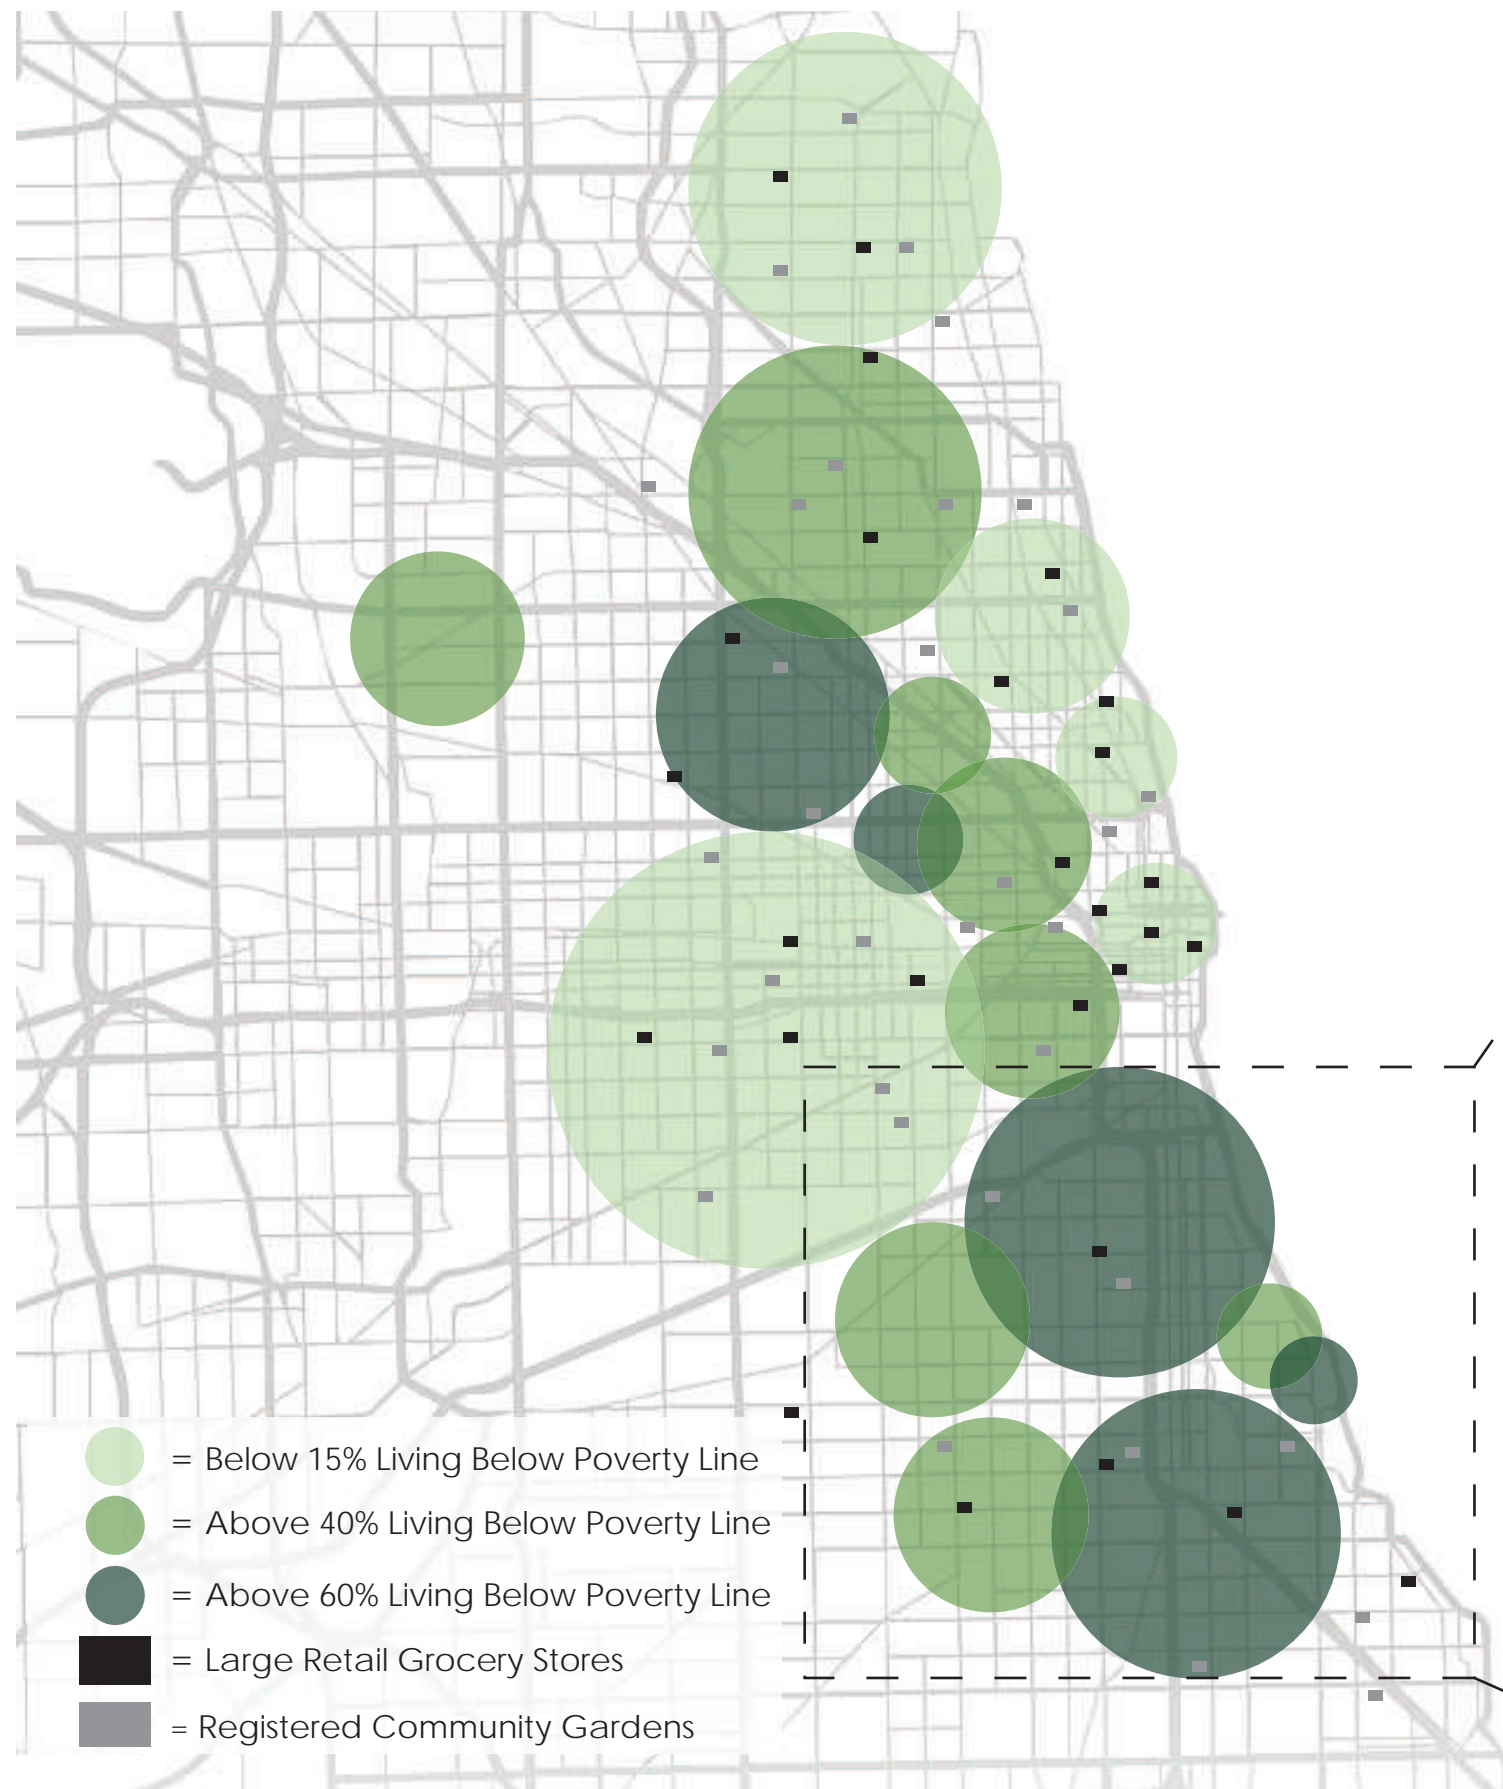 = Below 15% Living Below Poverty Line
= Above 40% Living Below Poverty Line
= Above 60% Living Below Poverty Line
= Large Retail Grocery Stores
= Registered Community Gardens